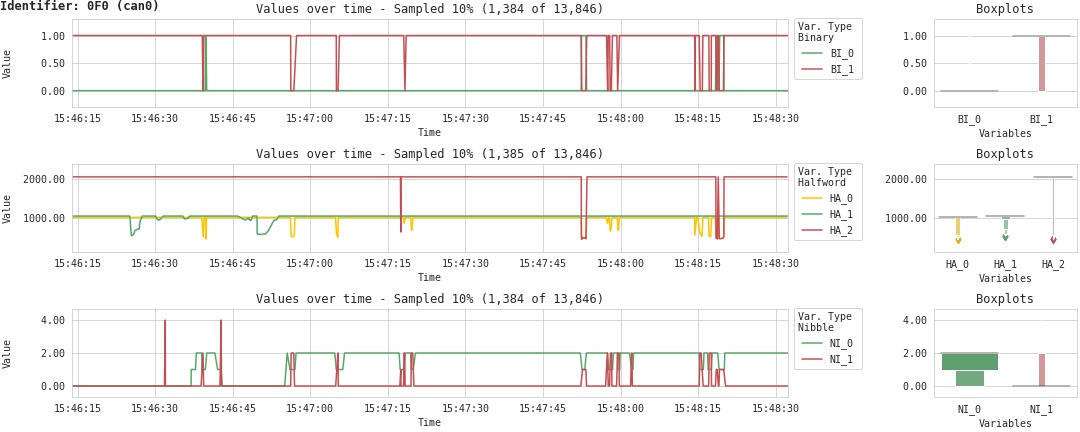 Identifier: 0F0 (can0)
Values over time - Sampled 10% (1,384 of 13,846)
Boxplots
Value
1.00
0.50
0.00
15:46:15 15:46:30 15:46:45 15:47:00 15:47:15 15:47:30 15:47:45 15:48:00 15:48:15 15:48:30
Time
Var. Type
Binary
BI_0
BI_1
1.00
0.50
0.00
BI_0 BI_1
Variables
Values over time - Sampled 10% (1,385 of 13,846)
Boxplots
Value
2000.00
1000.00
15:46:15 15:46:30 15:46:45 15:47:00 15:47:15 15:47:30 15:47:45 15:48:00 15:48:15 15:48:30
Time
Var. Type
Halfword
HA_0
HA_1
HA_2
2000.00
1000.00
HA_0 HA_1 HA_2
Variables
Values over time - Sampled 10% (1,384 of 13,846)
Boxplots
Value
4.00
2.00
0.00
15:46:15 15:46:30 15:46:45 15:47:00 15:47:15 15:47:30 15:47:45 15:48:00 15:48:15 15:48:30
Time
Var. Type
Nibble
NI_0
NI_1
4.00
2.00
0.00
NI_0 NI_1
Variables